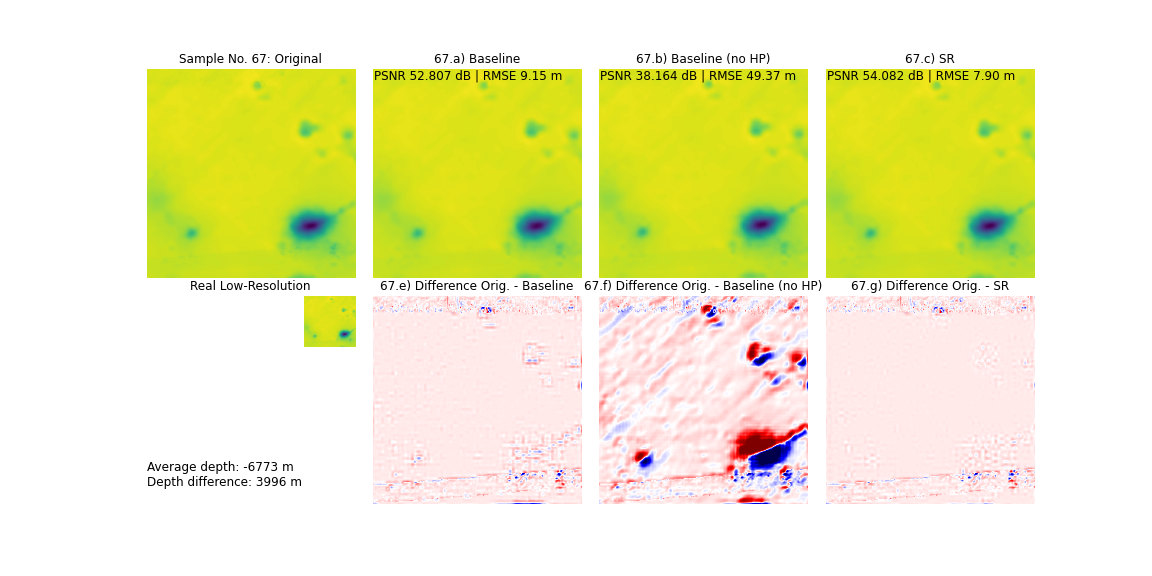 Sample No. 67: Original
67.a) Baseline
67.b) Baseline (no HP)
67.c) SR
PSNR 52.807 dB | RMSE 9.15 m
PSNR 38.164 dB | RMSE 49.37 m
PSNR 54.082 dB | RMSE 7.90 m
Real Low-Resolution
67.e) Difference Orig. - Baseline
67.f) Difference Orig. - Baseline (no HP)
67.g) Difference Orig. - SR
Average depth: -6773 m
Depth difference: 3996 m